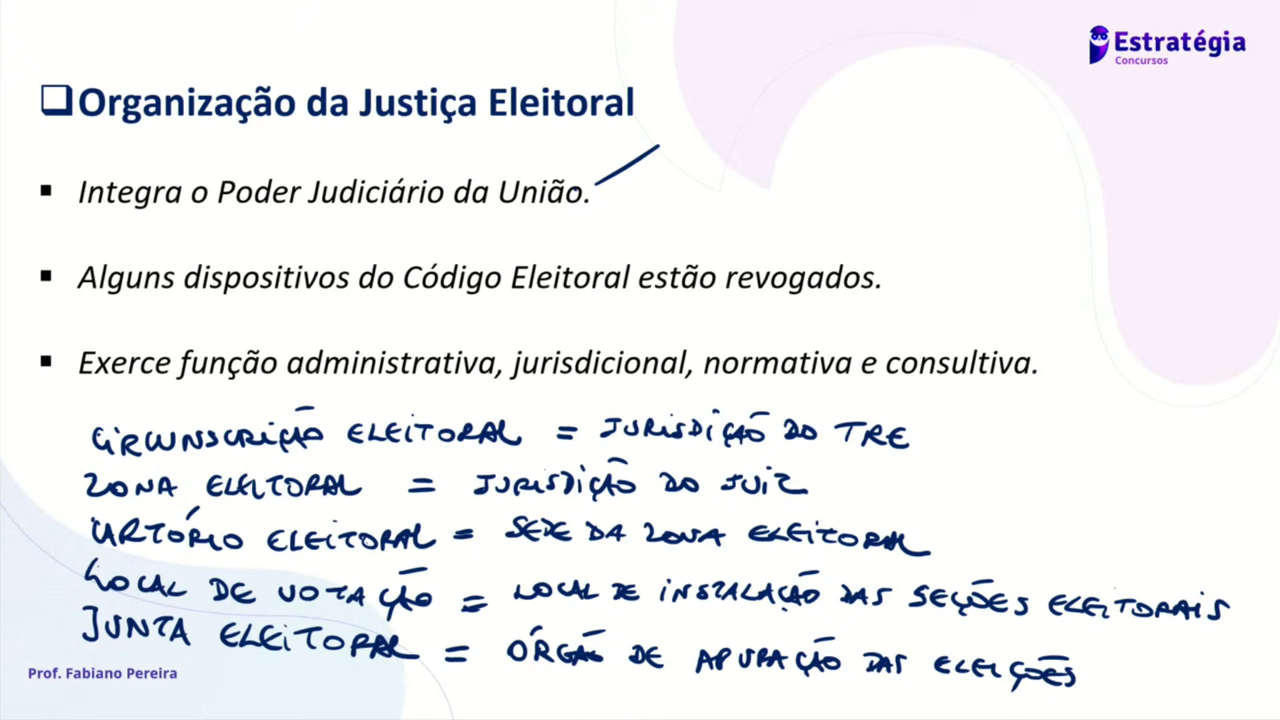 Estratégia
Concursos
Organização da Justiça Eleitoral
Integra o Poder Judiciário da União.
Alguns dispositivos do Código Eleitoral estão revogados.
Exerce função administrativa, jurisdicional, normativa e consultiva.
CIRCUNSCRIÇÃO ELEITORAL = JURISDIÇÃO DO TRE
ZONA ELEITORAL = JURISDIÇÃO DO JUIZ
CARTÓRIO ELEITORAL = SEDE DA ZONA ELEITORAL
LOCAL DE VOTAÇÃO = LOCAL DE INSTALAÇÃO DAS SEÇÕES ELEITORAIS
JUNTA ELEITORAL = ÓRGÃO DE APURAÇÃO DAS ELEIÇÕES
Prof. Fabiano Pereira